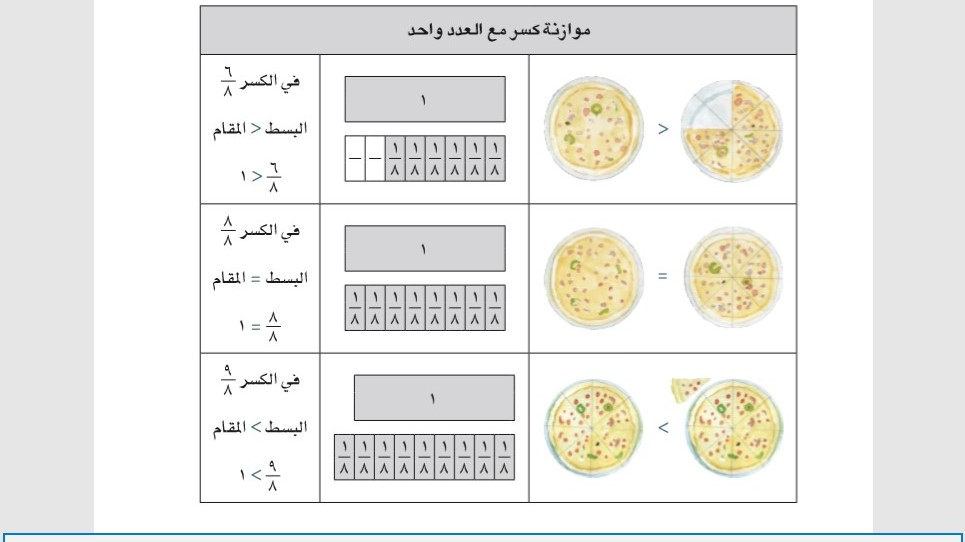 موازنة كسر مع العدد واحد
<
١
١/٨ ١/٨ ١/٨ ١/٨ ١/٨ ١/٨ — —
في الكسر ٦/٨
البسط < المقام
٦/٨ < ١
=
١
١/٨ ١/٨ ١/٨ ١/٨ ١/٨ ١/٨ ١/٨ ١/٨
في الكسر ٨/٨
البسط = المقام
٨/٨ = ١
>
١
١/٨ ١/٨ ١/٨ ١/٨ ١/٨ ١/٨ ١/٨ ١/٨ ١/٨
في الكسر ٩/٨
البسط > المقام
٩/٨ > ١